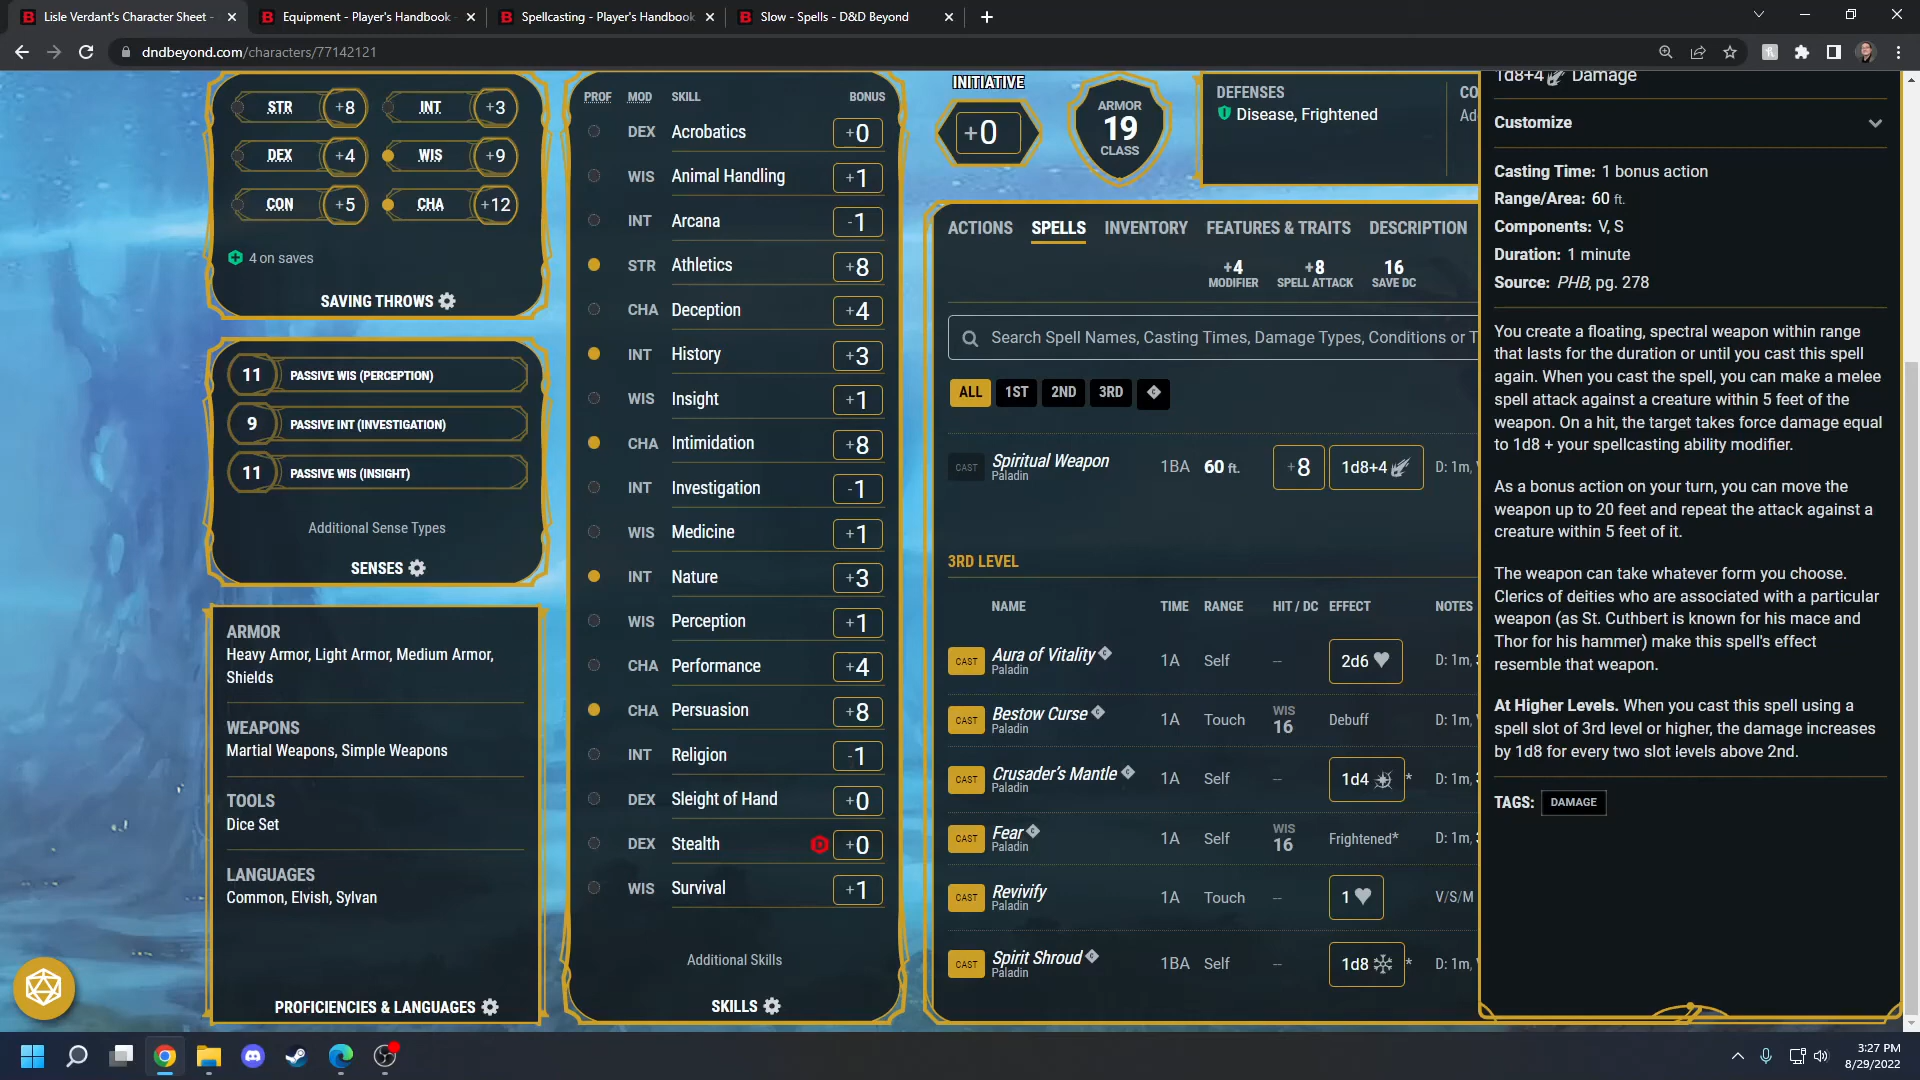 Lisle Verdant's Character Sheet -
Equipment - Player's Handbook -
Spellcasting - Player's Handbook
Slow - Spells - D&D Beyond
dndbeyond.com/characters/77142121
STR +8 INT +3
DEX +4 WIS +9
CON +5 CHA +12
4 on saves
SAVING THROWS
11 PASSIVE WIS (PERCEPTION)
9 PASSIVE INT (INVESTIGATION)
11 PASSIVE WIS (INSIGHT)
Additional Sense Types
SENSES
ARMOR
Heavy Armor, Light Armor, Medium Armor,
Shields
WEAPONS
Martial Weapons, Simple Weapons
TOOLS
Dice Set
LANGUAGES
Common, Elvish, Sylvan
PROFICIENCIES & LANGUAGES
PROF MOD SKILL BONUS
DEX Acrobatics +0
WIS Animal Handling +1
INT Arcana -1
STR Athletics +8
CHA Deception +4
INT History +3
WIS Insight +1
CHA Intimidation +8
INT Investigation -1
WIS Medicine +1
INT Nature +3
WIS Perception +1
CHA Performance +4
CHA Persuasion +8
INT Religion -1
DEX Sleight of Hand +0
DEX Stealth D +0
WIS Survival +1
Additional Skills
SKILLS
INITIATIVE
+0
ARMOR
19
CLASS
DEFENSES
Disease, Frightened
CO
Ad
ACTIONS SPELLS INVENTORY FEATURES & TRAITS DESCRIPTION
+4 +8 16
MODIFIER SPELL ATTACK SAVE DC
Search Spell Names, Casting Times, Damage Types, Conditions or T
ALL 1ST 2ND 3RD C
CAST Spiritual Weapon 1BA 60 ft. +8 1d8+4 D: 1m,
Paladin
3RD LEVEL
NAME TIME RANGE HIT / DC EFFECT NOTES
CAST Aura of Vitality C 1A Self -- 2d6 D: 1m,
Paladin
CAST Bestow Curse C 1A Touch WIS 16 Debuff D: 1m,
Paladin
CAST Crusader's Mantle C 1A Self -- 1d4 * D: 1m,
Paladin
CAST Fear C 1A Self WIS 16 Frightened* D: 1m,
Paladin
CAST Revivify 1A Touch -- 1 V/S/M
Paladin
CAST Spirit Shroud C 1BA Self -- 1d8 * D: 1m,
Paladin
1d8+4 Damage
Customize
Casting Time: 1 bonus action
Range/Area: 60 ft.
Components: V, S
Duration: 1 minute
Source: PHB, pg. 278
You create a floating, spectral weapon within range
that lasts for the duration or until you cast this spell
again. When you cast the spell, you can make a melee
spell attack against a creature within 5 feet of the
weapon. On a hit, the target takes force damage equal
to 1d8 + your spellcasting ability modifier.
As a bonus action on your turn, you can move the
weapon up to 20 feet and repeat the attack against a
creature within 5 feet of it.
The weapon can take whatever form you choose.
Clerics of deities who are associated with a particular
weapon (as St. Cuthbert is known for his mace and
Thor for his hammer) make this spell's effect
resemble that weapon.
At Higher Levels. When you cast this spell using a
spell slot of 3rd level or higher, the damage increases
by 1d8 for every two slot levels above 2nd.
TAGS: DAMAGE
3:27 PM
8/29/2022